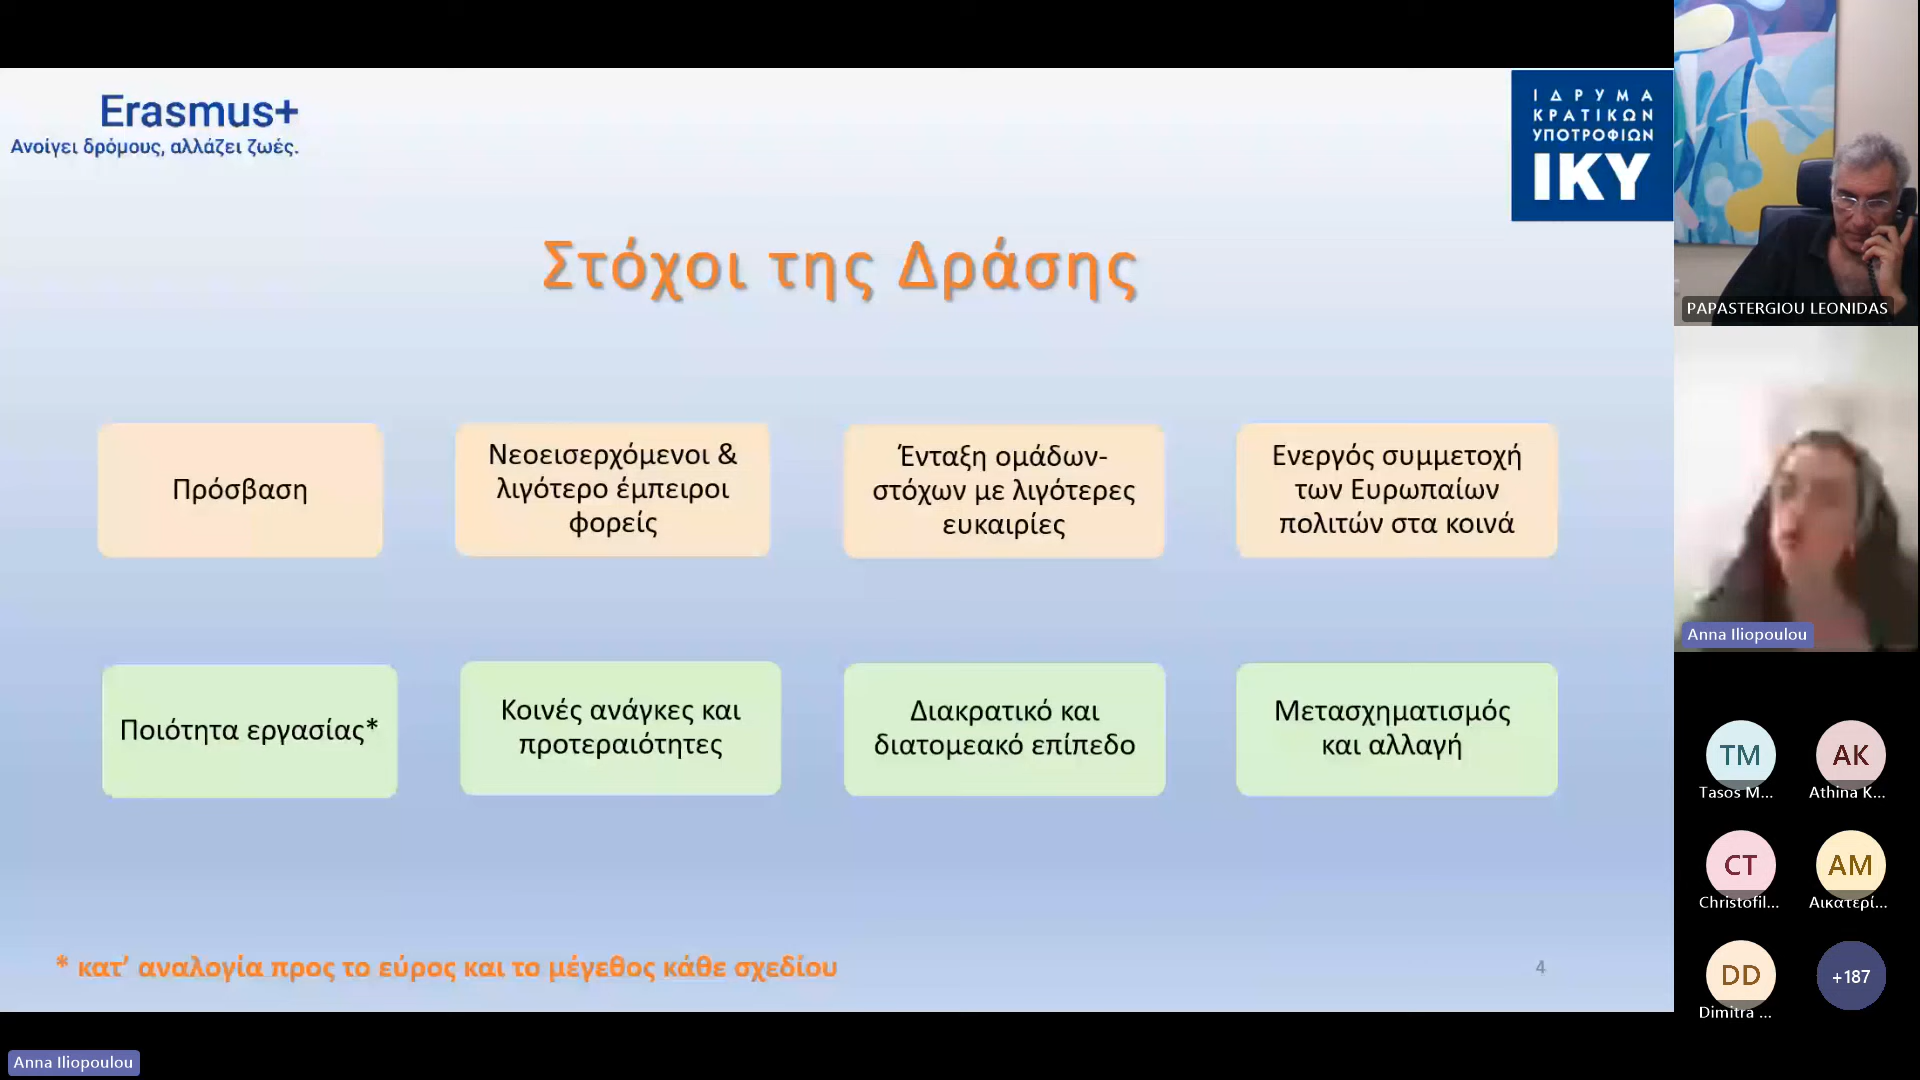 Erasmus+
Ανοίγει δρόμους, αλλάζει ζωές.
ΙΔΡΥΜΑ
ΚΡΑΤΙΚΩΝ
ΥΠΟΤΡΟΦΙΩΝ
ΙΚΥ
Στόχοι της Δράσης
Πρόσβαση
Νεοεισερχόμενοι &
λιγότερο έμπειροι
φορείς
Ένταξη ομάδων-
στόχων με λιγότερες
ευκαιρίες
Ενεργός συμμετοχή
των Ευρωπαίων
πολιτών στα κοινά
Ποιότητα εργασίας*
Κοινές ανάγκες και
προτεραιότητες
Διακρατικό και
διατομεακό επίπεδο
Μετασχηματισμός
και αλλαγή
* κατ’ αναλογία προς το εύρος και το μέγεθος κάθε σχεδίου
4
PAPASTERGIOU LEONIDAS
Anna Iliopoulou
TM
Tasos M...
AK
Athina K...
CT
Christofil...
AM
Αικατερί...
DD
Dimitra ...
+187
Anna Iliopoulou